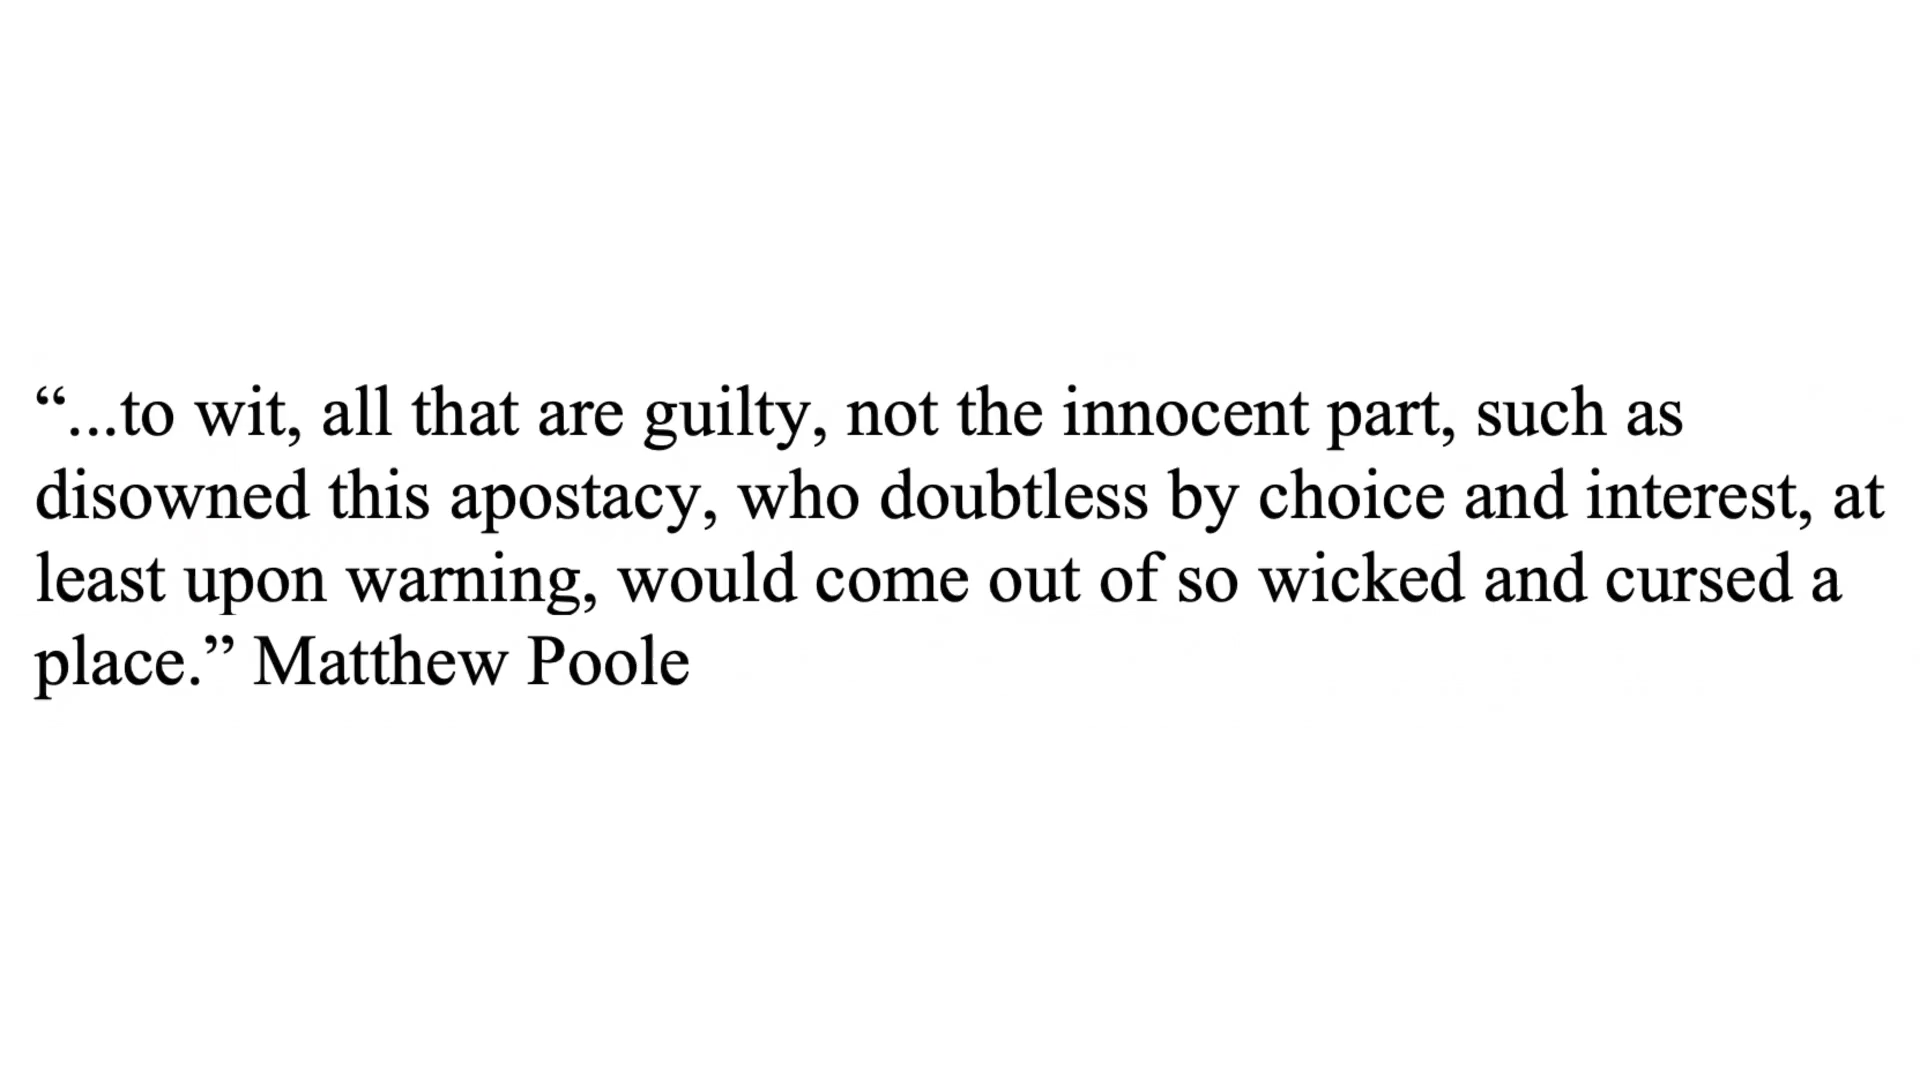 “...to wit, all that are guilty, not the innocent part, such as
disowned this apostacy, who doubtless by choice and interest, at
least upon warning, would come out of so wicked and cursed a
place.” Matthew Poole